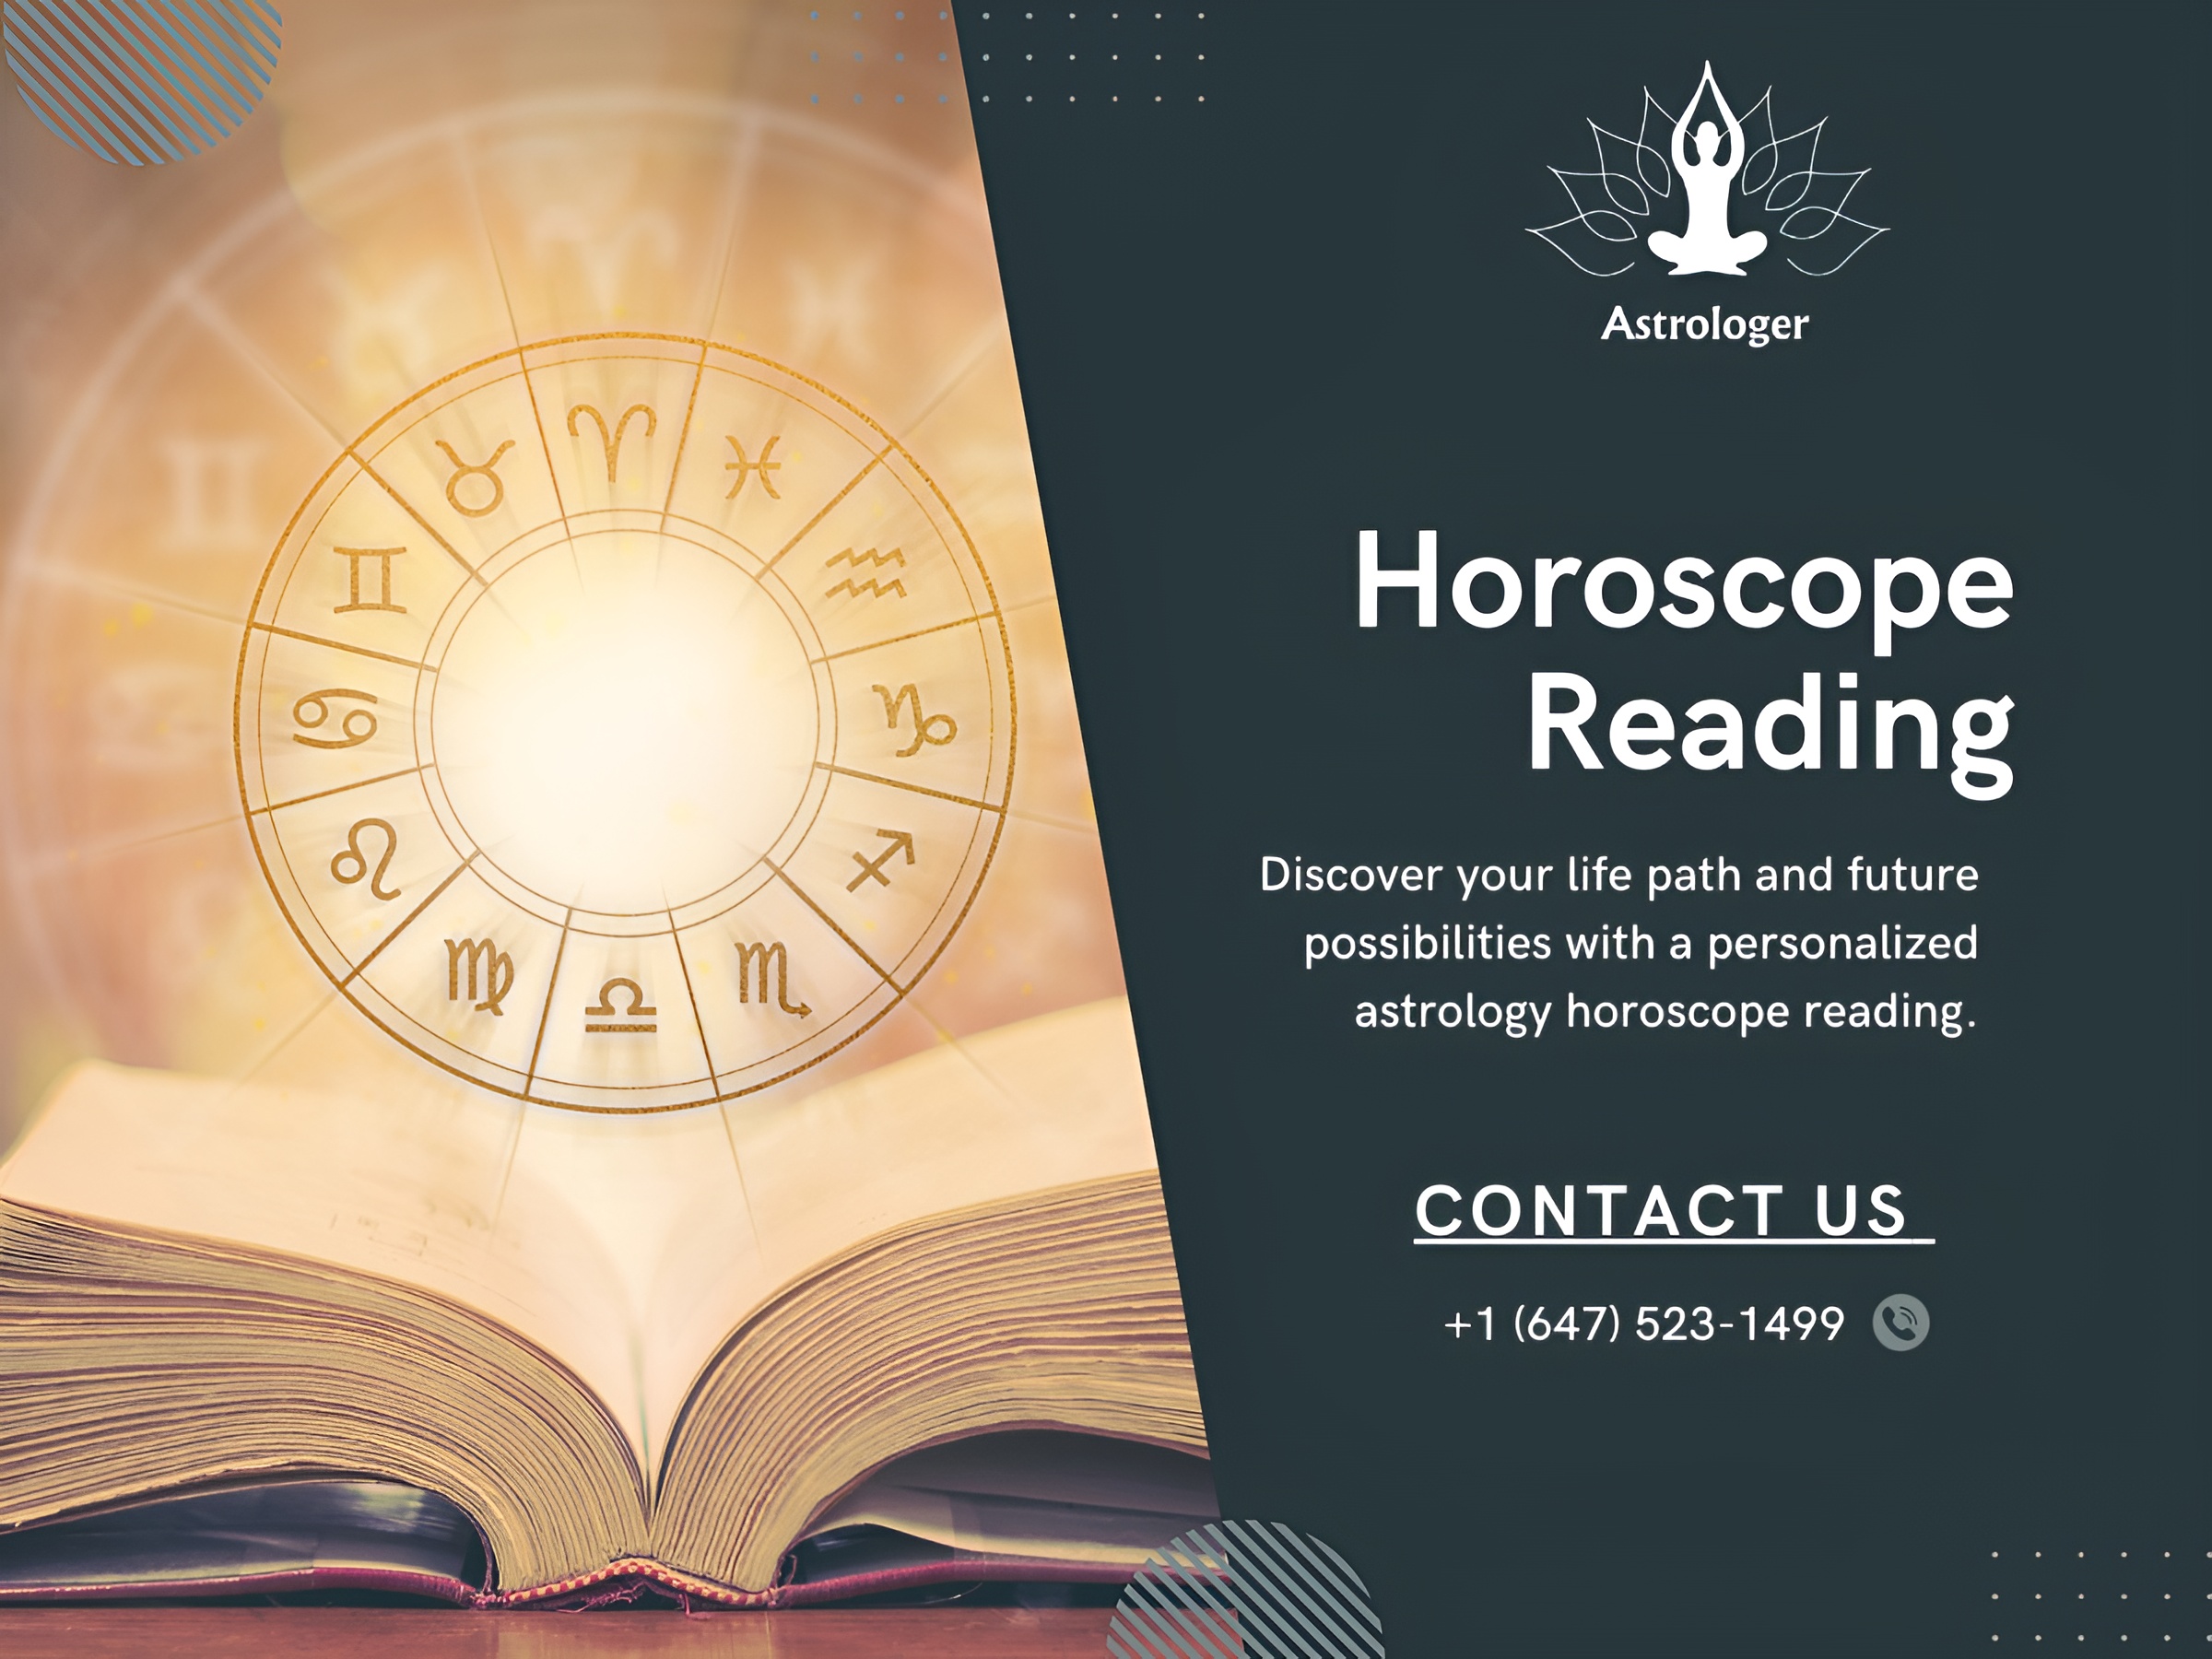 Astrologer
Horoscope
Reading
Discover your life path and future
possibilities with a personalized
astrology horoscope reading.
CONTACT US
+1 (647) 523-1499